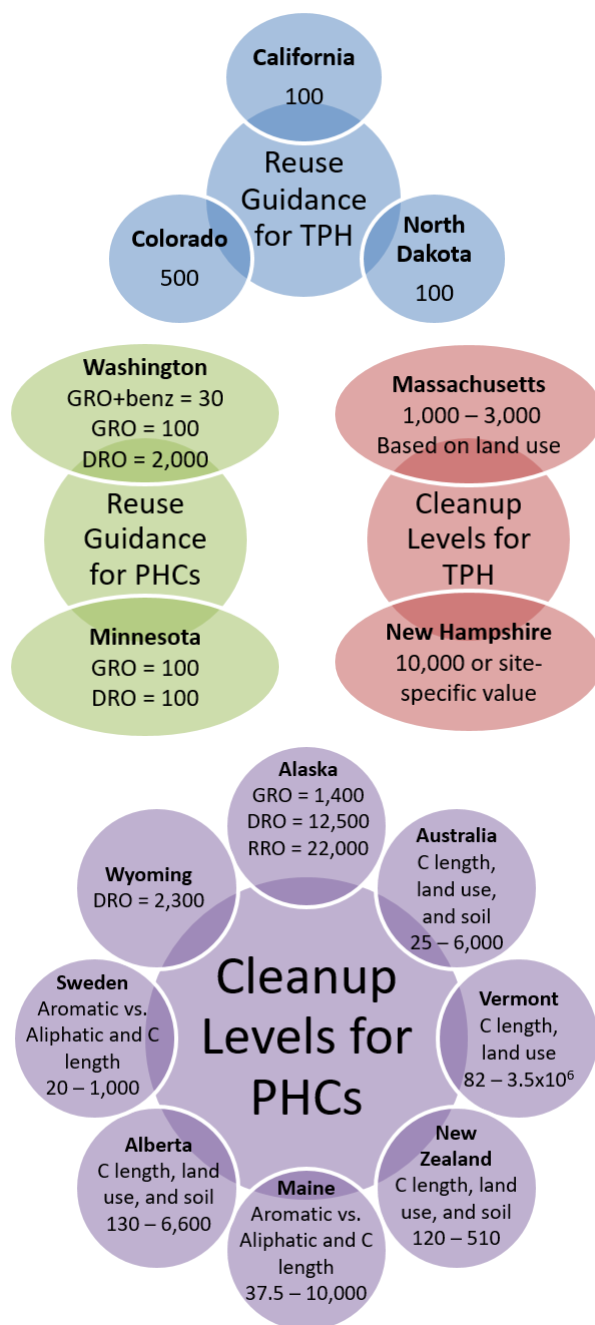 California
100
Reuse
Guidance
for TPH
Colorado
500
North
Dakota
100
Washington
GRO+benz = 30
GRO = 100
DRO = 2,000
Reuse
Guidance
for PHCs
Minnesota
GRO = 100
DRO = 100
Massachusetts
1,000 – 3,000
Based on land use
Cleanup
Levels for
TPH
New Hampshire
10,000 or site-
specific value
Alaska
GRO = 1,400
DRO = 12,500
RRO = 22,000
Australia
C length,
land use,
and soil
25 – 6,000
Wyoming
DRO = 2,300
Cleanup
Levels for
PHCs
Sweden
Aromatic vs.
Aliphatic and C
length
20 – 1,000
Vermont
C length,
land use
82 – 3.5x10⁶
Alberta
C length, land
use, and soil
130 – 6,600
New
Zealand
C length, land
use, and soil
120 – 510
Maine
Aromatic vs.
Aliphatic and C
length
37.5 – 10,000